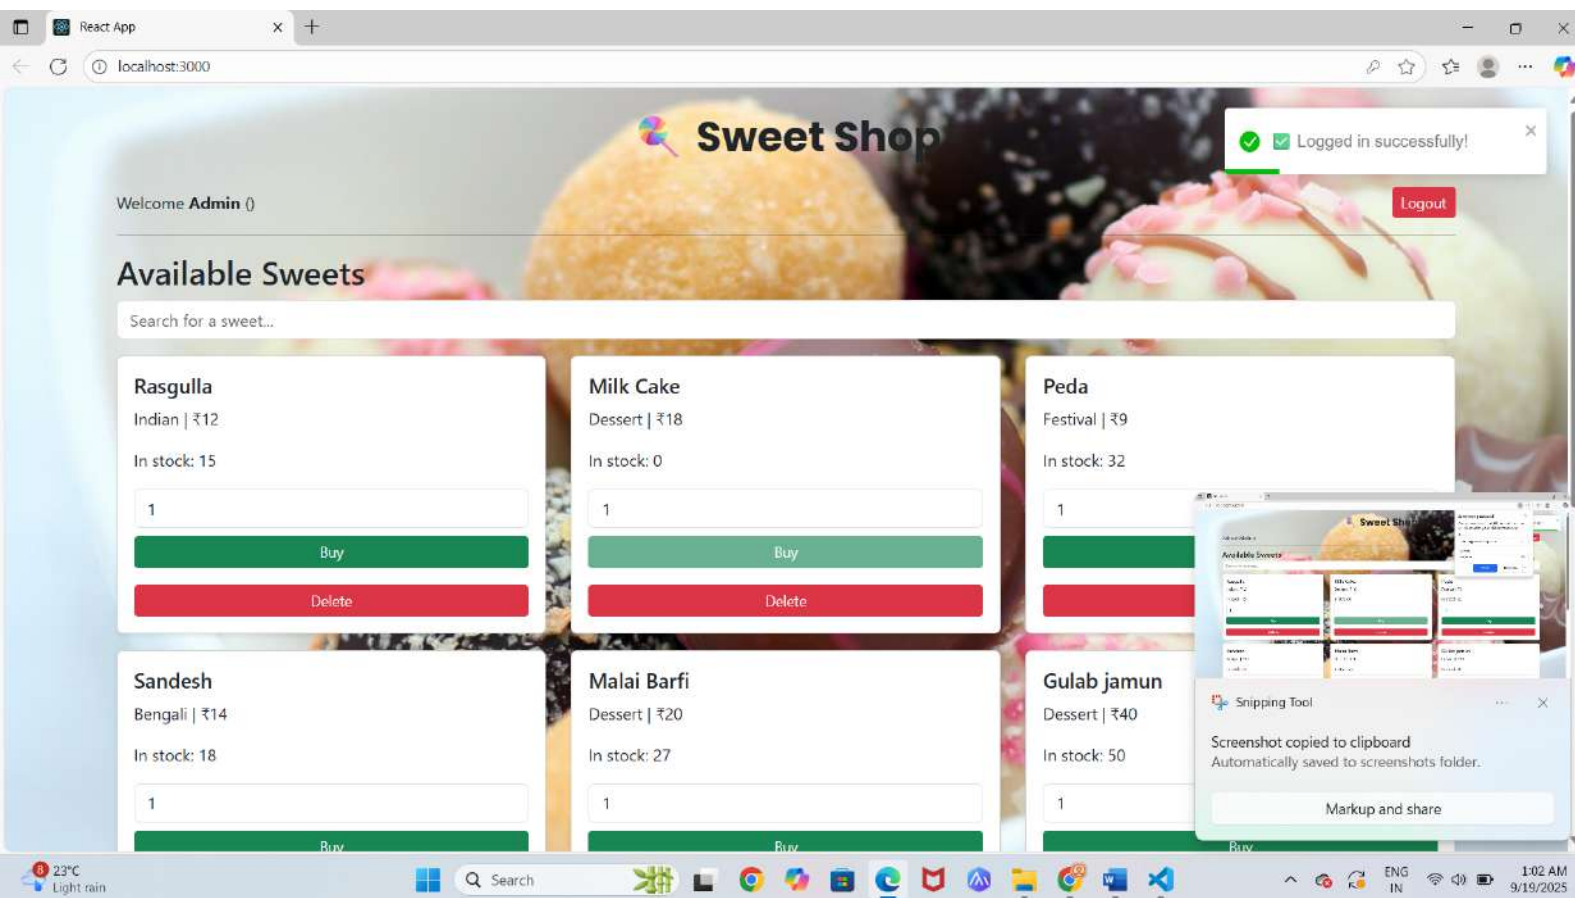 React App
localhost:3000
Sweet Shop
Logged in successfully!
Welcome Admin ()
Logout
Available Sweets
Search for a sweet...
Rasgulla
Indian | ₹12
In stock: 15
1
Buy
Delete
Milk Cake
Dessert | ₹18
In stock: 0
1
Buy
Delete
Peda
Festival | ₹9
In stock: 32
1
Sandesh
Bengali | ₹14
In stock: 18
1
Buy
Malai Barfi
Dessert | ₹20
In stock: 27
1
Buy
Gulab jamun
Dessert | ₹40
In stock: 50
1
Buy
Sweet Sho
Available Sweets
Snipping Tool
Screenshot copied to clipboard
Automatically saved to screenshots folder.
Markup and share
8
23°C
Light rain
Search
ENG
IN
1:02 AM
9/19/2025